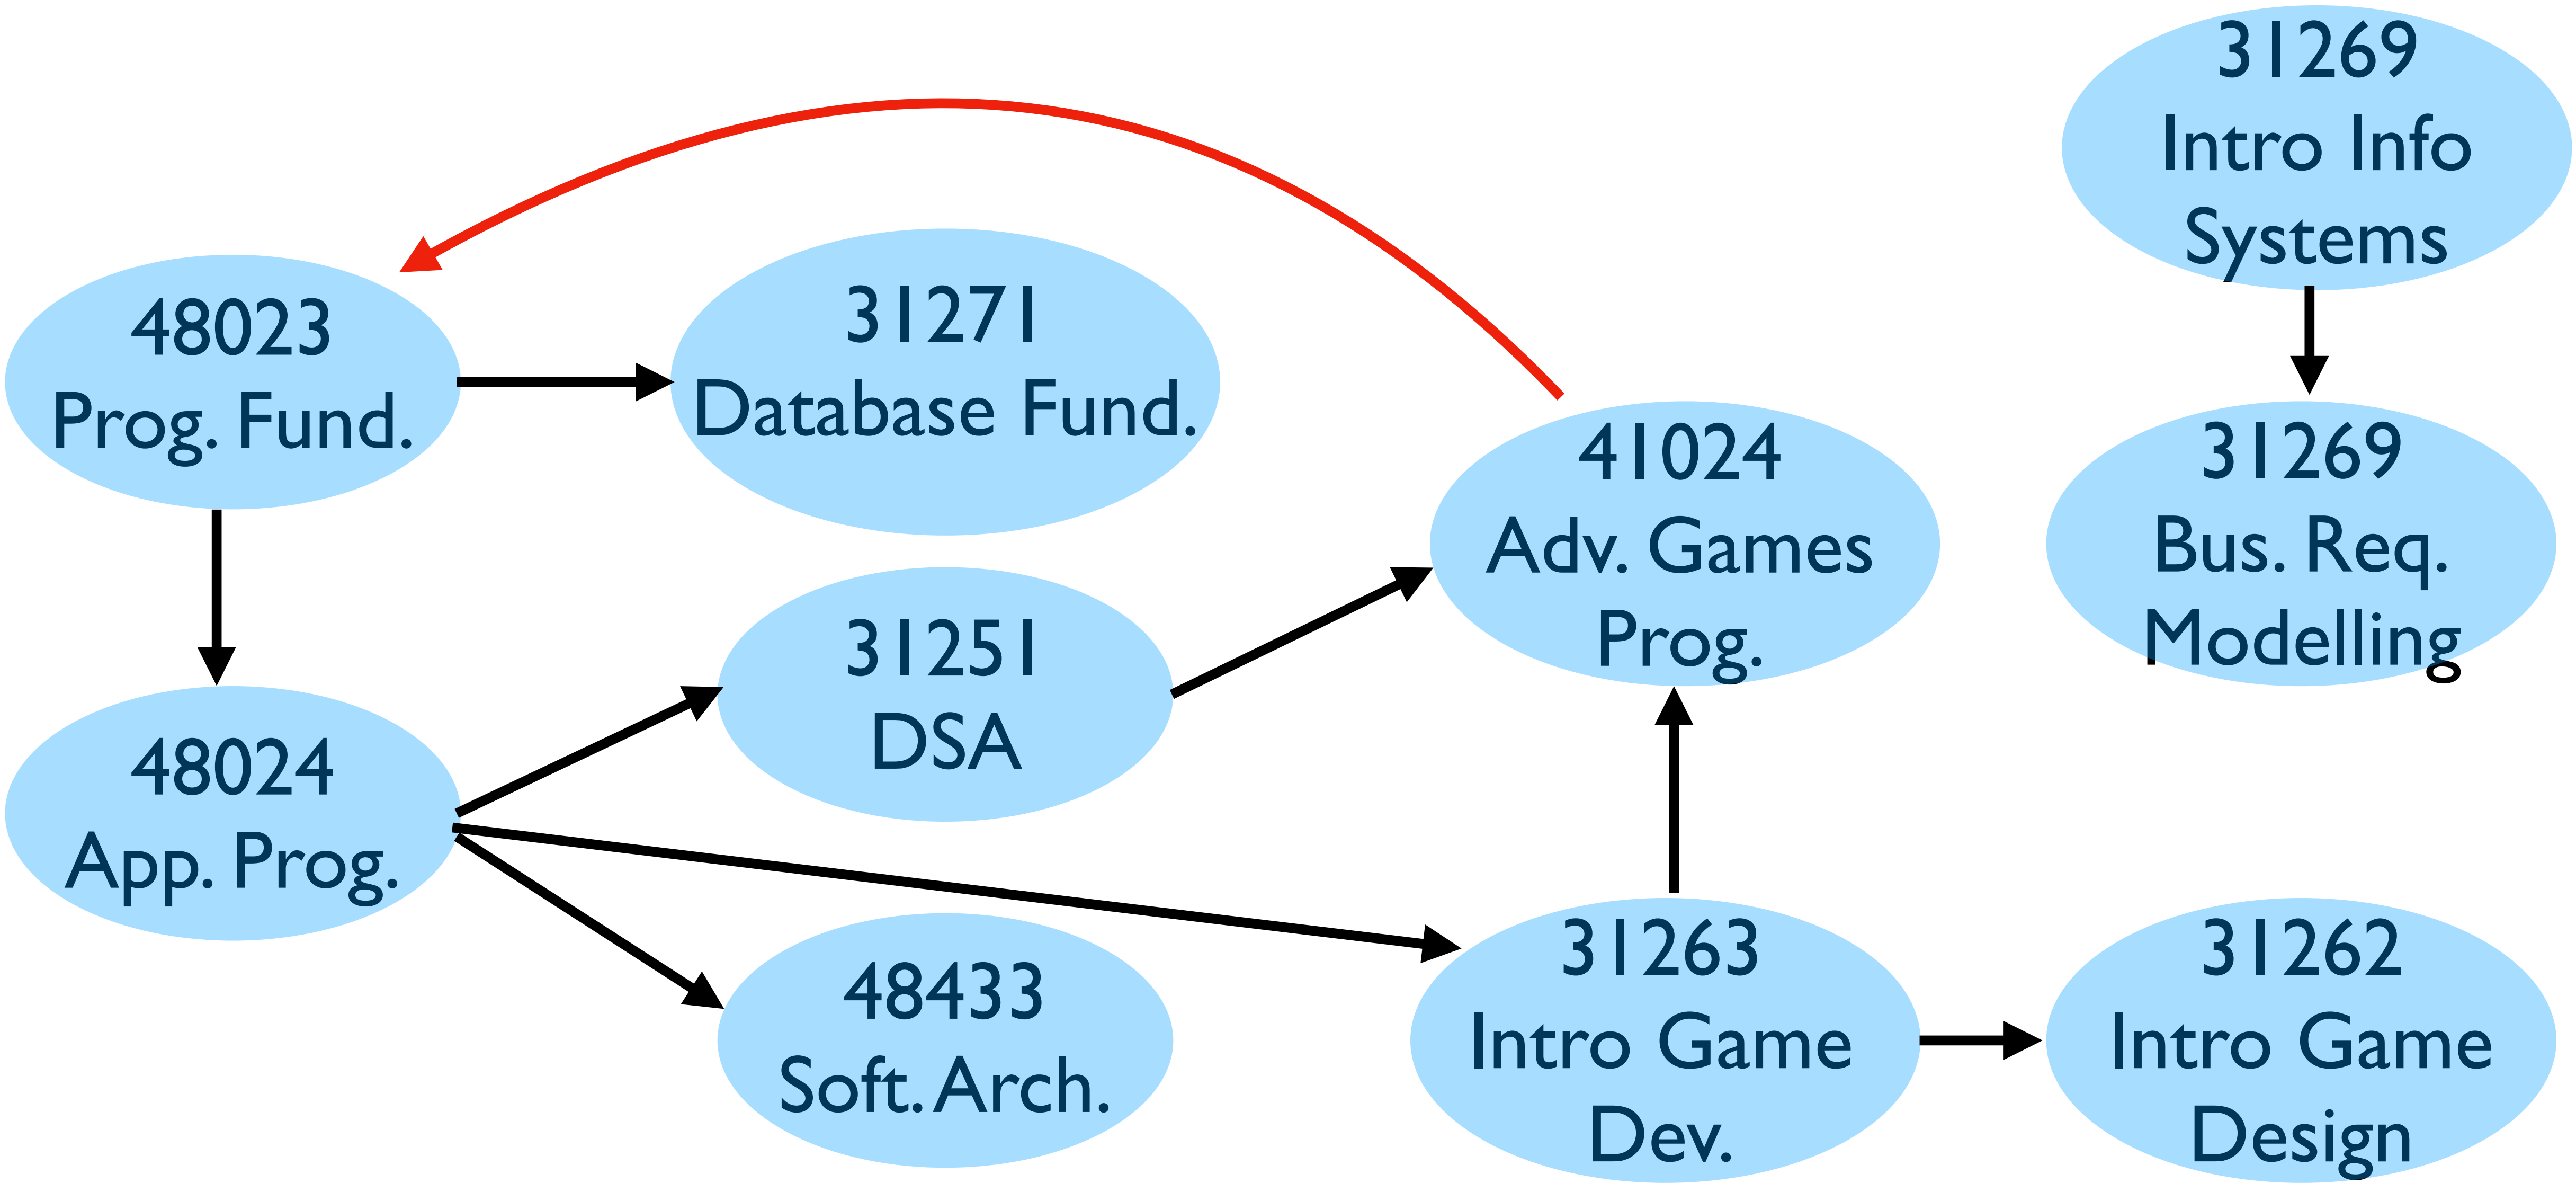 31269
Intro Info
Systems
48023
Prog. Fund.
31271
Database Fund.
41024
Adv. Games
Prog.
31269
Bus. Req.
Modelling
48024
App. Prog.
31251
DSA
48433
Soft. Arch.
31263
Intro Game
Dev.
31262
Intro Game
Design